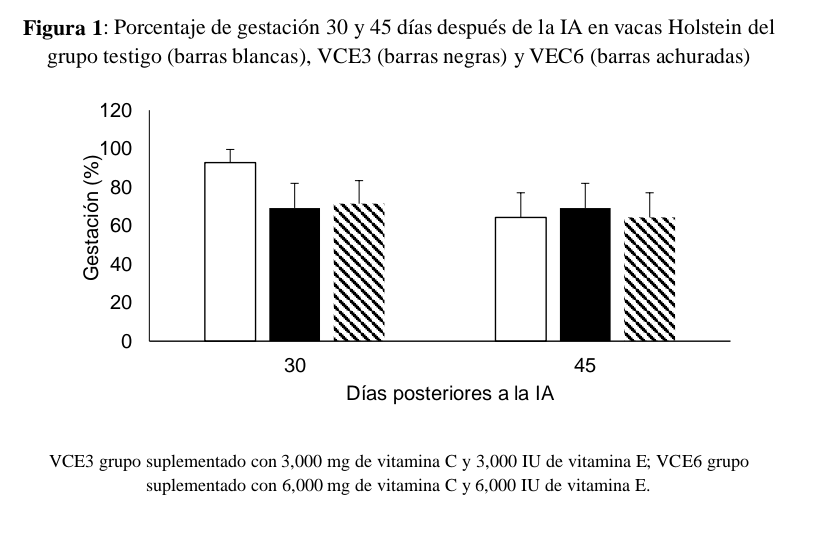 Figura 1: Porcentaje de gestación 30 y 45 días después de la IA en vacas Holstein del
grupo testigo (barras blancas), VCE3 (barras negras) y VEC6 (barras achuradas)
120
100
80
60
40
20
0
Gestación (%)
30
45
Días posteriores a la IA
VCE3 grupo suplementado con 3,000 mg de vitamina C y 3,000 IU de vitamina E; VCE6 grupo
suplementado con 6,000 mg de vitamina C y 6,000 IU de vitamina E.